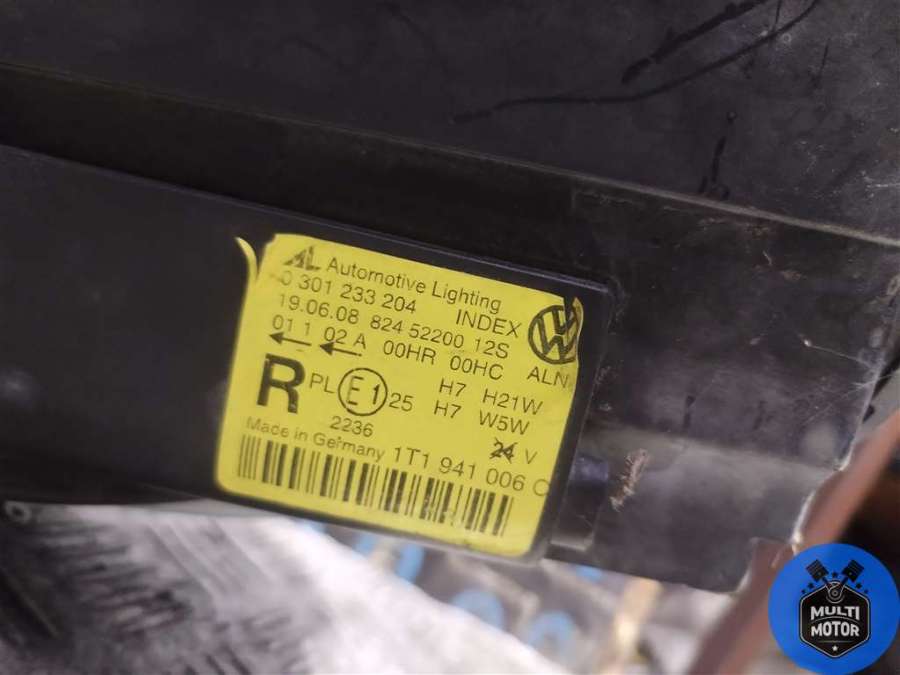 AL Automotive Lighting
0 301 233 204 INDEX
19.06.08 824 52200 12S
01 1 02 A 00HR 00HC ALN
R PL E1 25 H7 H21W
H7 W5W
2236 24 V
Made in Germany 1T1 941 006 C
MULTI
MOTOR